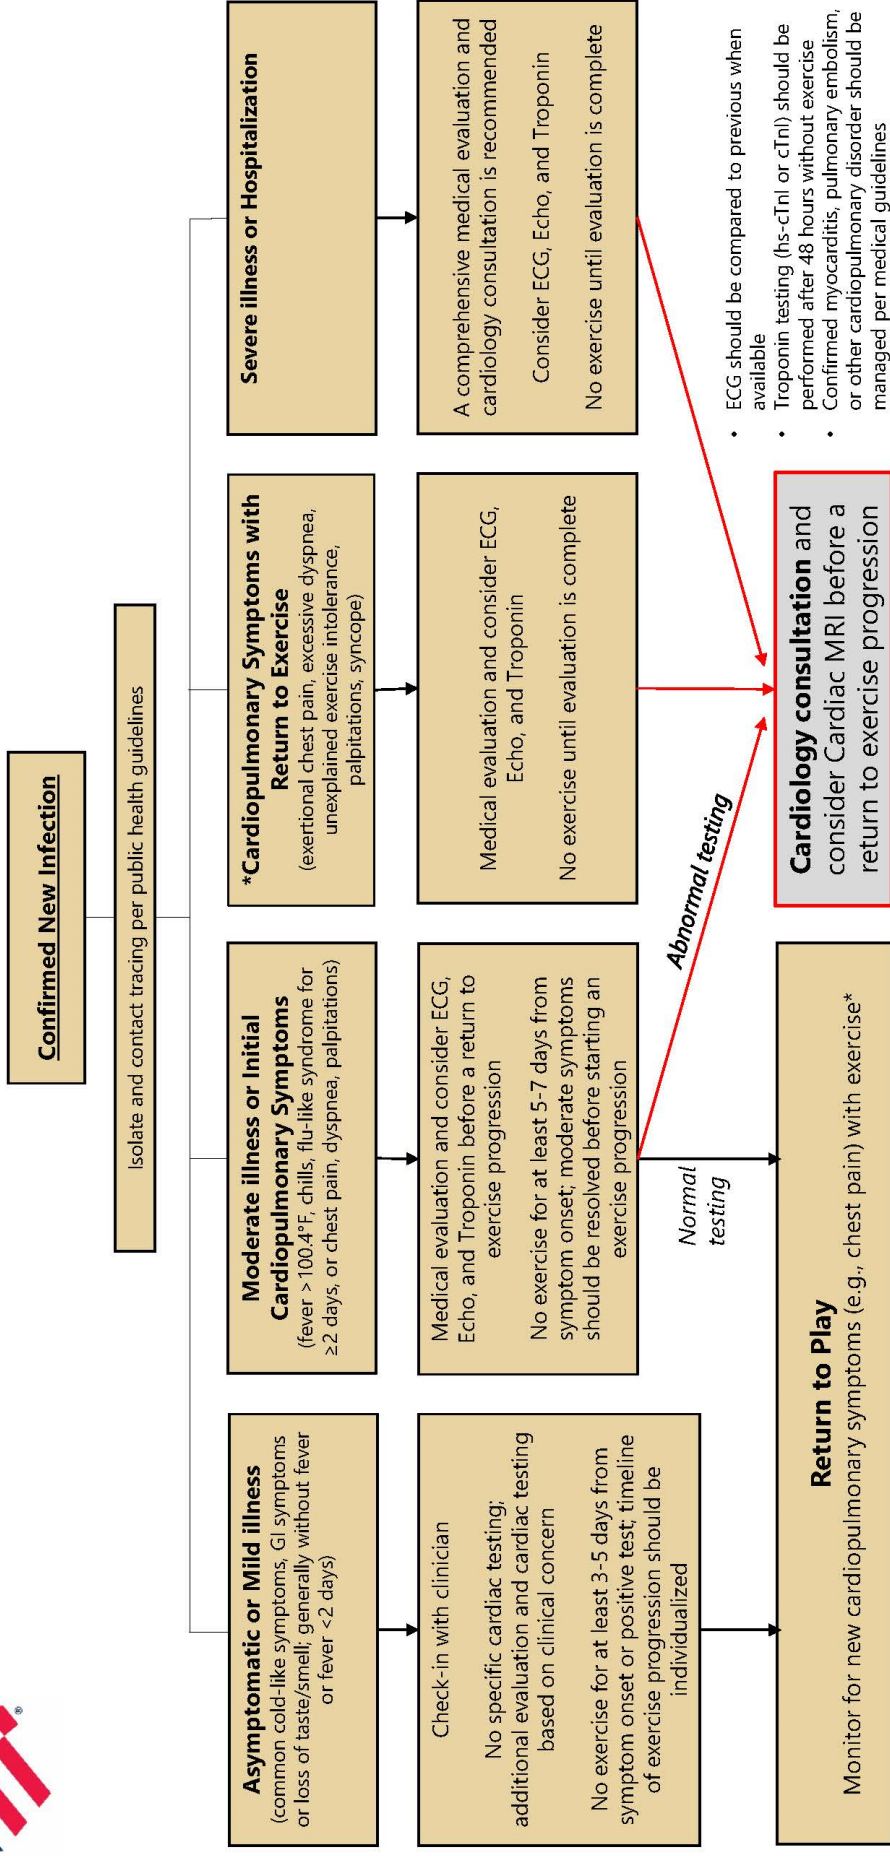 Confirmed New Infection
Isolate and contact tracing per public health guidelines
Asymptomatic or Mild illness
(common cold-like symptoms, GI symptoms
or loss of taste/smell; generally without fever
or fever <2 days)
Check-in with clinician
No specific cardiac testing;
additional evaluation and cardiac testing
based on clinical concern
No exercise for at least 3-5 days from
symptom onset or positive test; timeline
of exercise progression should be
individualized
Moderate illness or Initial
Cardiopulmonary Symptoms
(fever >100.4°F, chills, flu-like syndrome for
≥2 days, or chest pain, dyspnea, palpitations)
Medical evaluation and consider ECG,
Echo, and Troponin before a return to
exercise progression
No exercise for at least 5-7 days from
symptom onset; moderate symptoms
should be resolved before starting an
exercise progression
*Cardiopulmonary Symptoms with
Return to Exercise
(exertional chest pain, excessive dyspnea,
unexplained exercise intolerance,
palpitations, syncope)
Medical evaluation and consider ECG,
Echo, and Troponin
No exercise until evaluation is complete
Severe illness or Hospitalization
A comprehensive medical evaluation and
cardiology consultation is recommended
Consider ECG, Echo, and Troponin
No exercise until evaluation is complete
Normal
testing
Abnormal testing
Return to Play
Monitor for new cardiopulmonary symptoms (e.g., chest pain) with exercise*
Cardiology consultation and
consider Cardiac MRI before a
return to exercise progression
• ECG should be compared to previous when
available
• Troponin testing (hs-cTnI or cTnI) should be
performed after 48 hours without exercise
• Confirmed myocarditis, pulmonary embolism,
or other cardiopulmonary disorder should be
managed per medical guidelines
®